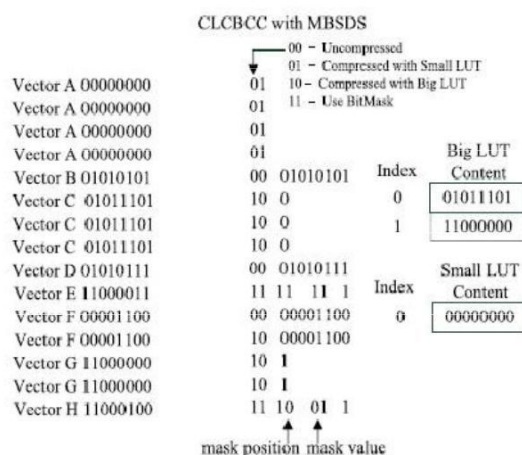 CLCBCC with MBSDS
00 – Uncompressed
01 – Compressed with Small LUT
10 – Compressed with Big LUT
11 – Use BitMask
Vector A 00000000 01
Vector A 00000000 01
Vector A 00000000 01
Vector A 00000000 01
Vector B 01010101 00 01010101
Vector C 01011101 10 0
Vector C 01011101 10 0
Vector C 01011101 10 0
Vector D 01010111 00 01010111
Vector E 11000011 11 11 11 1
Vector F 00001100 00 00001100
Vector F 00001100 10 00001100
Vector G 11000000 10 1
Vector G 11000000 10 1
Vector H 11000100 11 10 01 1
mask position mask value
Big LUT
Index Content
0 01011101
1 11000000
Small LUT
Index Content
0 00000000